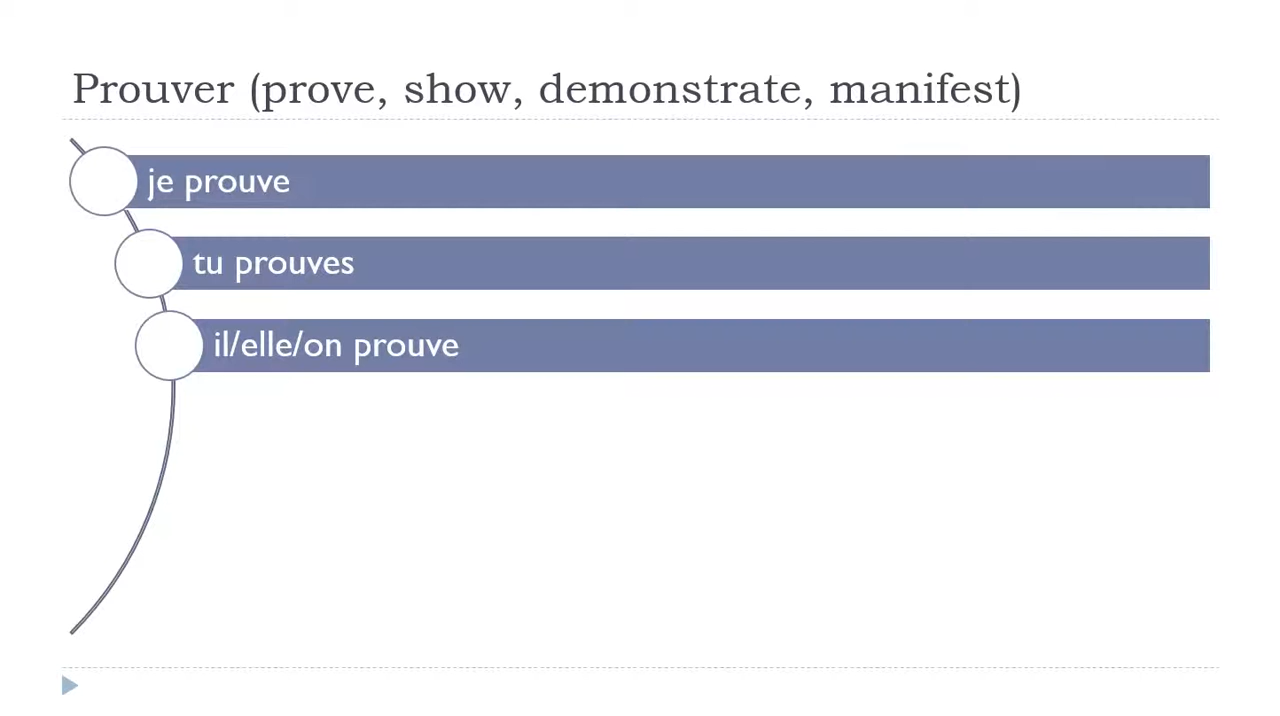 Prouver (prove, show, demonstrate, manifest)
je prouve
tu prouves
il/elle/on prouve